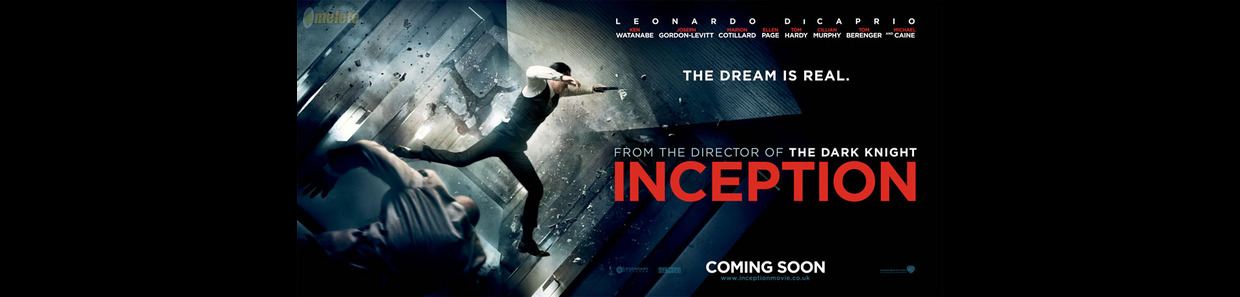 omelete
LEONARDO DiCAPRIO
KEN WATANABE JOSEPH GORDON-LEVITT MARION COTILLARD ELLEN PAGE TOM HARDY CILLIAN MURPHY TOM BERENGER AND MICHAEL CAINE
THE DREAM IS REAL.
FROM THE DIRECTOR OF THE DARK KNIGHT
INCEPTION
COMING SOON
www.inceptionmovie.co.uk